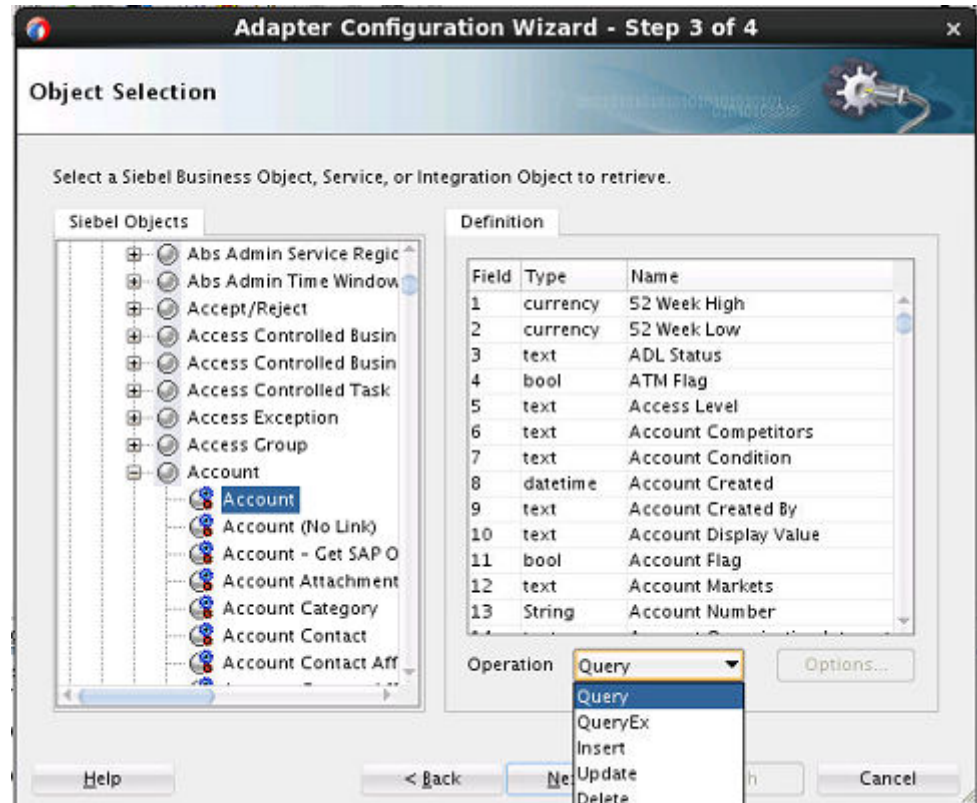 Adapter Configuration Wizard - Step 3 of 4
Object Selection
Select a Siebel Business Object, Service, or Integration Object to retrieve.
Siebel Objects
Abs Admin Service Regic
Abs Admin Time Window
Accept/Reject
Access Controlled Busin
Access Controlled Busin
Access Controlled Task
Access Exception
Access Group
Account
Account
Account (No Link)
Account - Get SAP O
Account Attachment
Account Category
Account Contact
Account Contact Aff
Definition
Field Type Name
1 currency 52 Week High
2 currency 52 Week Low
3 text ADL Status
4 bool ATM Flag
5 text Access Level
6 text Account Competitors
7 text Account Condition
8 datetime Account Created
9 text Account Created By
10 text Account Display Value
11 bool Account Flag
12 text Account Markets
13 String Account Number
Operation Query Options...
Query
QueryEx
Insert
Update
Delete
Help < Back Ne h Cancel